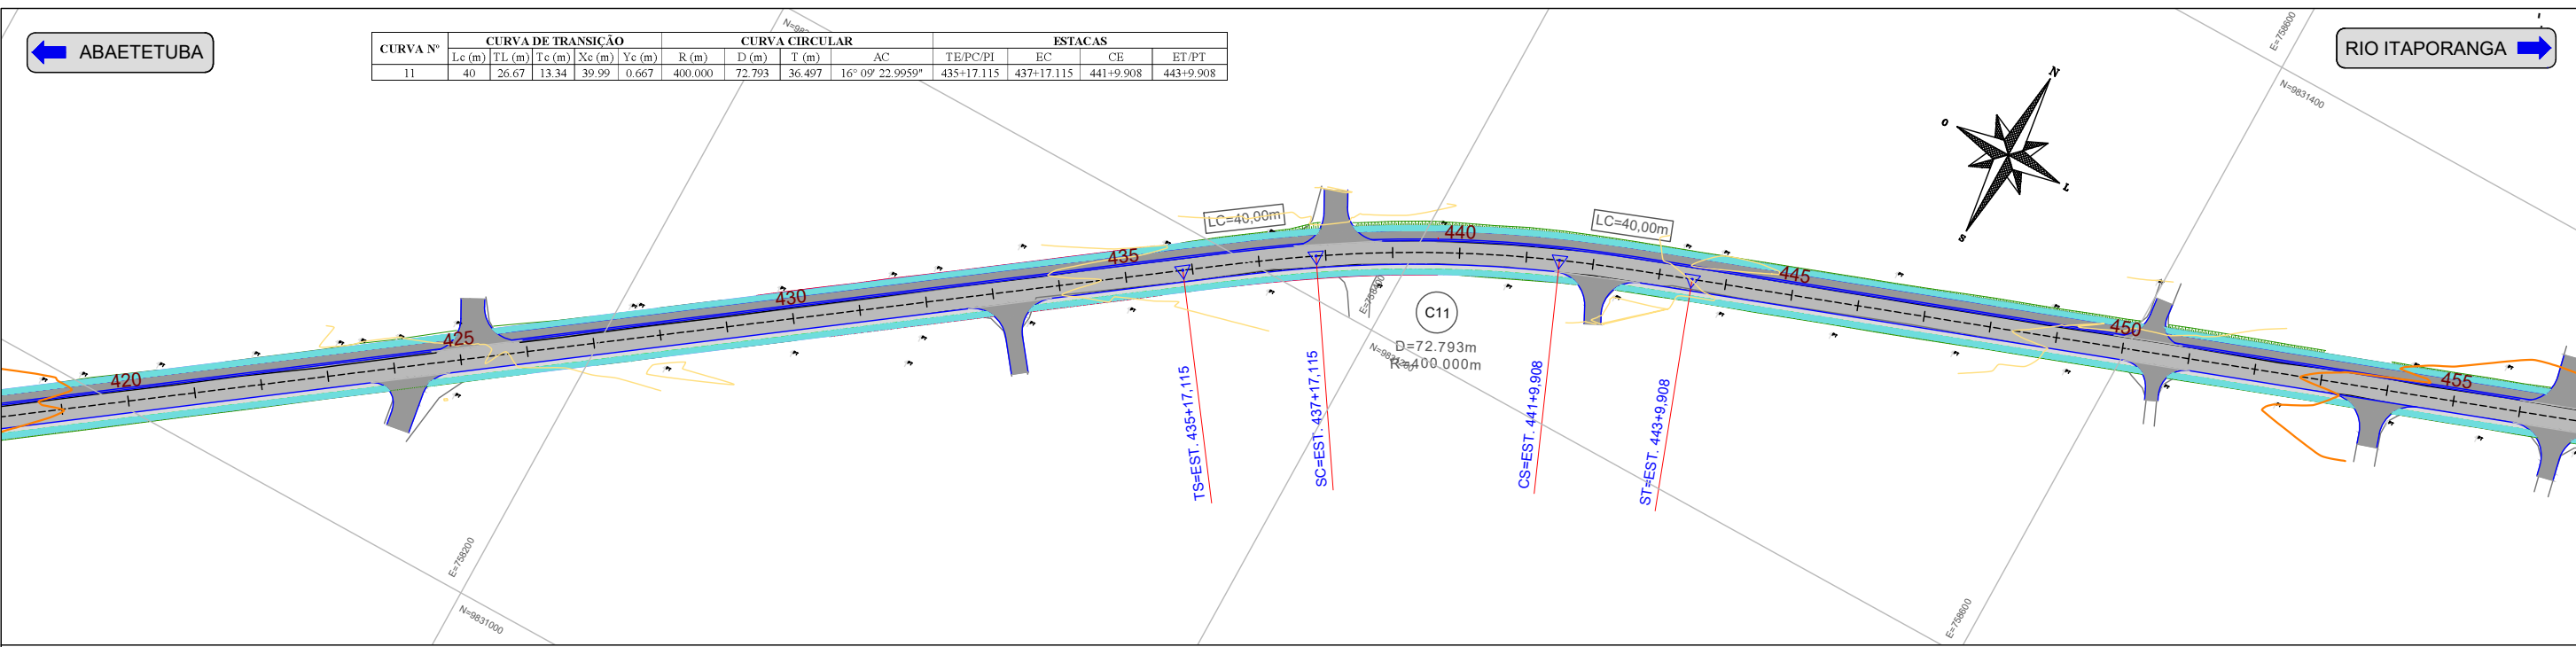 ABAETETUBA
CURVA Nº
CURVA DE TRANSIÇÃO
CURVA CIRCULAR
ESTACAS
Lc (m) TL (m) Tc (m) Xc (m) Yc (m) R (m) D (m) T (m) AC TE/PC/PI EC CE ET/PT
11 40 26.67 13.34 39.99 0.667 400.000 72.793 36.497 16° 09' 22.9959" 435+17.115 437+17.115 441+9.908 443+9.908
RIO ITAPORANGA
E=758600
N=9831400
N
O
L
S
LC=40,00m
LC=40,00m
420
425
430
435
440
445
450
455
C11
D=72.793m
R=400.000m
TS=EST. 435+17,115
SC=EST. 437+17,115
CS=EST. 441+9,908
ST=EST. 443+9,908
E=758200
N=9831000
E=758600